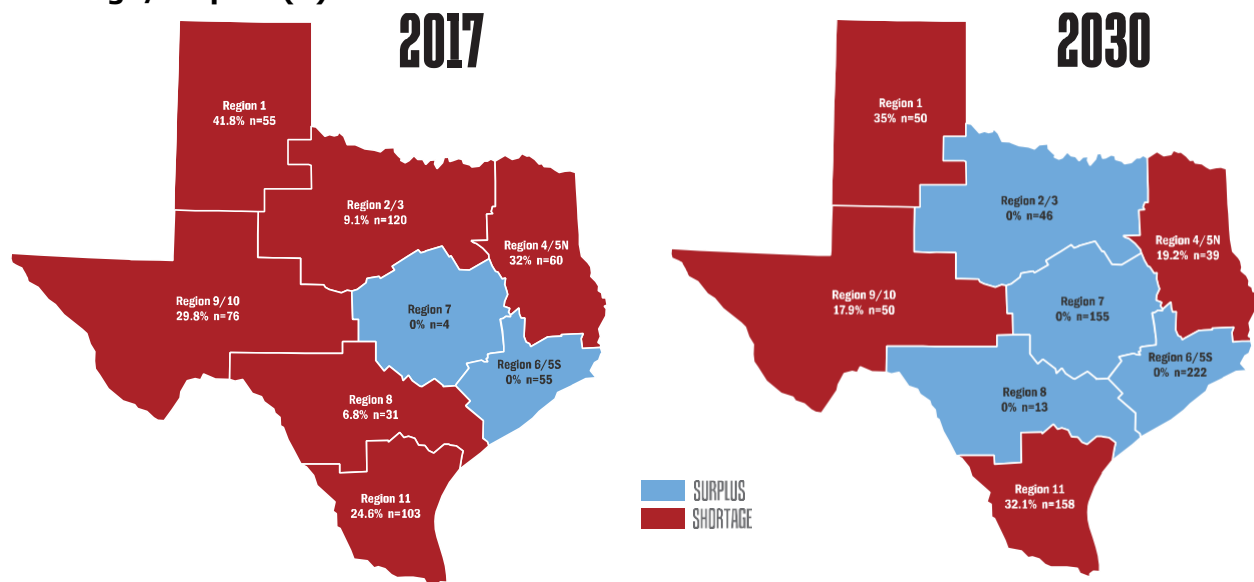 2017
Region 1
41.8% n=55
Region 2/3
9.1% n=120
Region 4/5N
32% n=60
Region 9/10
29.8% n=76
Region 7
0% n=4
Region 6/5S
0% n=55
Region 8
6.8% n=31
Region 11
24.6% n=103
2030
Region 1
35% n=50
Region 2/3
0% n=46
Region 4/5N
19.2% n=39
Region 9/10
17.9% n=50
Region 7
0% n=155
Region 6/5S
0% n=222
Region 8
0% n=13
Region 11
32.1% n=158
SURPLUS
SHORTAGE